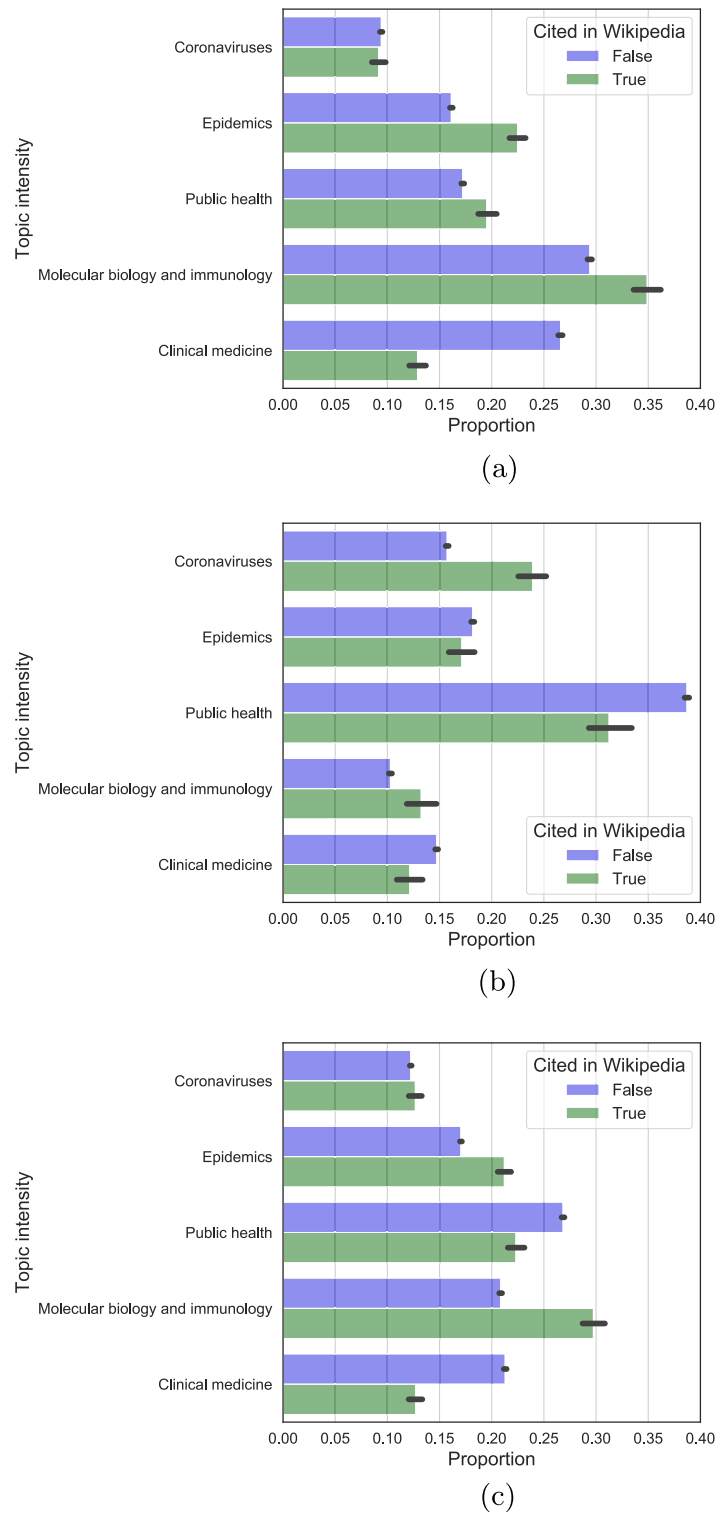 Cited in Wikipedia
False
True
Topic intensity
Coronaviruses
Epidemics
Public health
Molecular biology and immunology
Clinical medicine
0.00 0.05 0.10 0.15 0.20 0.25 0.30 0.35 0.40
Proportion
(a)
Topic intensity
Coronaviruses
Epidemics
Public health
Molecular biology and immunology
Clinical medicine
Cited in Wikipedia
False
True
0.00 0.05 0.10 0.15 0.20 0.25 0.30 0.35 0.40
Proportion
(b)
Cited in Wikipedia
False
True
Topic intensity
Coronaviruses
Epidemics
Public health
Molecular biology and immunology
Clinical medicine
0.00 0.05 0.10 0.15 0.20 0.25 0.30 0.35 0.40
Proportion
(c)